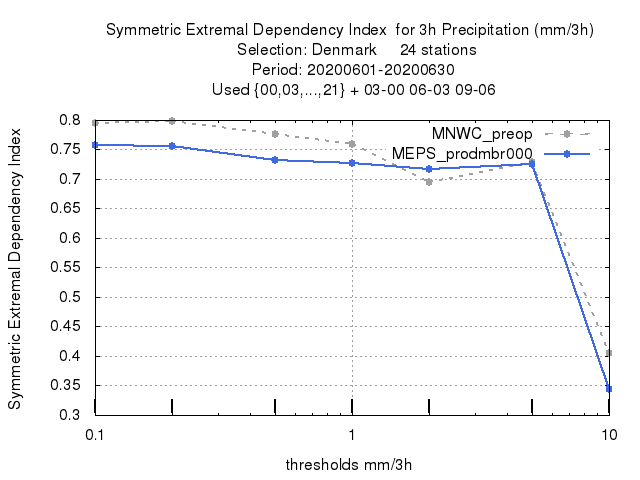 Symmetric Extremal Dependency Index  for 3h Precipitation (mm/3h)
Selection: Denmark     24 stations
Period: 20200601-20200630
Used {00,03,...,21} + 03-00 06-03 09-06
Symmetric Extremal Dependency Index
0.8
0.75
0.7
0.65
0.6
0.55
0.5
0.45
0.4
0.35
0.3
MNWC_preop
MEPS_prodmbr000
0.1
1
10
thresholds mm/3h